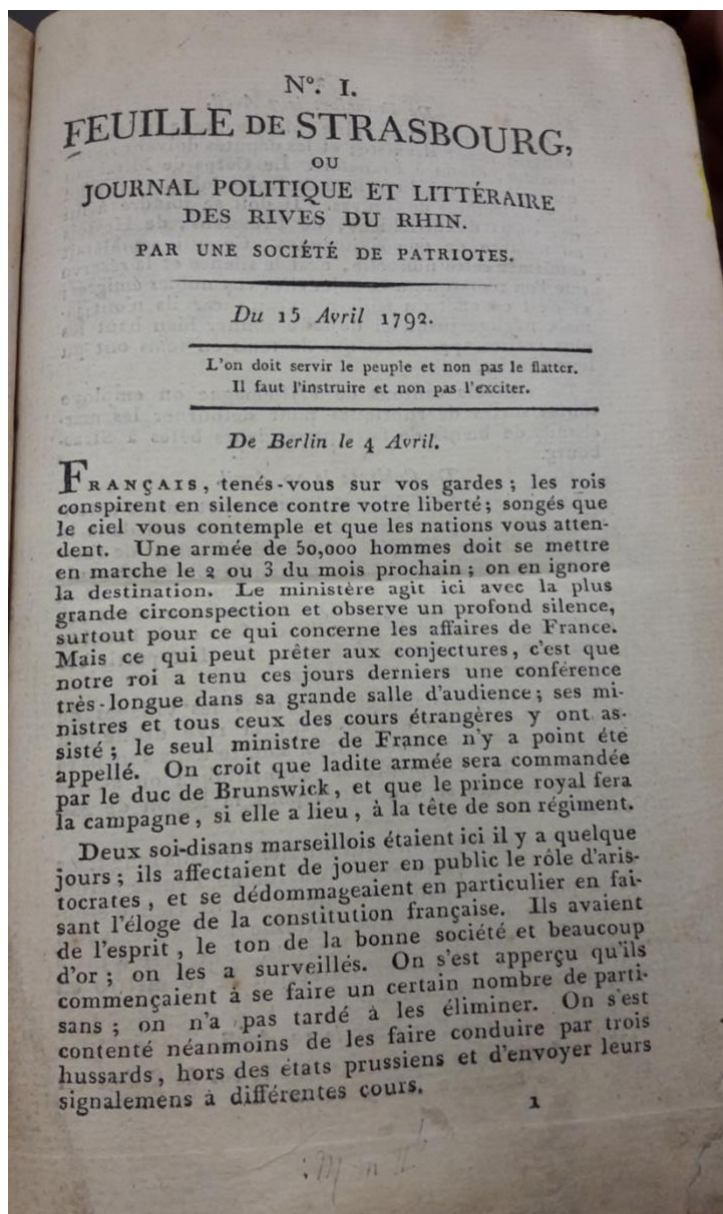 Nº. I.
FEUILLE DE STRASBOURG,
OU
JOURNAL POLITIQUE ET LITTÉRAIRE
DES RIVES DU RHIN.
PAR UNE SOCIÉTÉ DE PATRIOTES.
Du 15 Avril 1792.
L'on doit servir le peuple et non pas le flatter.
Il faut l'instruire et non pas l'exciter.
De Berlin le 4 Avril.
FRANÇAIS, tenés-vous sur vos gardes; les rois
conspirent en silence contre votre liberté; songés que
le ciel vous contemple et que les nations vous atten-
dent. Une armée de 50,000 hommes doit se mettre
en marche le 2 ou 3 du mois prochain; on en ignore
la destination. Le ministère agit ici avec la plus
grande circonspection et observe un profond silence,
surtout pour ce qui concerne les affaires de France.
Mais ce qui peut prêter aux conjectures, c'est que
notre roi a tenu ces jours derniers une conférence
très-longue dans sa grande salle d'audience; ses mi-
nistres et tous ceux des cours étrangères y ont as-
sisté; le seul ministre de France n'y a point été
appellé. On croit que ladite armée sera commandée
par le duc de Brunswick, et que le prince royal fera
la campagne, si elle a lieu, à la tête de son régiment.
Deux soi-disans marseillois étaient ici il y a quelque
jours; ils affectaient de jouer en public le rôle d'aris-
tocrates, et se dédommageaient en particulier en fai-
sant l'éloge de la constitution française. Ils avaient
de l'esprit, le ton de la bonne société et beaucoup
d'or; on les a surveillés. On s'est apperçu qu'ils
commençaient à se faire un certain nombre de parti-
sans; on n'a pas tardé à les éliminer. On s'est
contenté néanmoins de les faire conduire par trois
hussards, hors des états prussiens et d'envoyer leurs
signalemens à différentes cours.
1